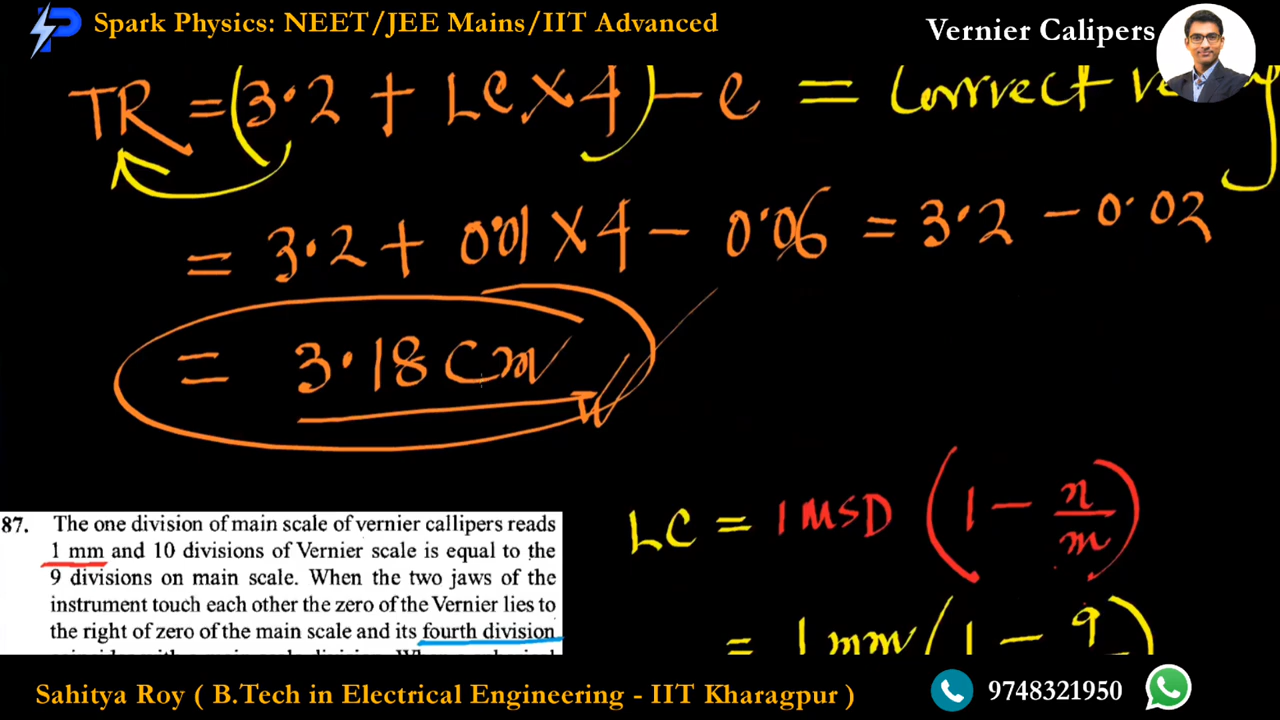 Spark Physics: NEET/JEE Mains/IIT Advanced
Vernier Calipers
TR = (3.2 + LC × 4) - e = Correct
= 3.2 + 0.01 × 4 - 0.06 = 3.2 - 0.02
= 3.18 cm
87. The one division of main scale of vernier callipers reads
1 mm and 10 divisions of Vernier scale is equal to the
9 divisions on main scale. When the two jaws of the
instrument touch each other the zero of the Vernier lies to
the right of zero of the main scale and its fourth division
LC = 1 MSD (1 - n/m)
= 1mm (1 - 9
Sahitya Roy ( B.Tech in Electrical Engineering - IIT Kharagpur )
9748321950